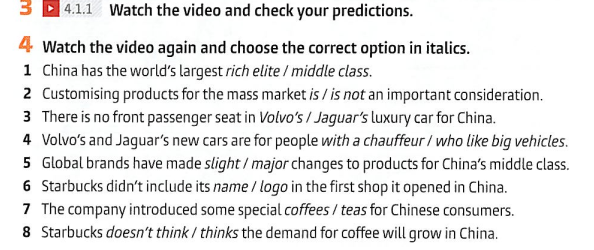 3 4.1.1 Watch the video and check your predictions.
4 Watch the video again and choose the correct option in italics.
1 China has the world's largest rich elite / middle class.
2 Customising products for the mass market is / is not an important consideration.
3 There is no front passenger seat in Volvo's / Jaguar's luxury car for China.
4 Volvo's and Jaguar's new cars are for people with a chauffeur / who like big vehicles.
5 Global brands have made slight / major changes to products for China's middle class.
6 Starbucks didn't include its name / logo in the first shop it opened in China.
7 The company introduced some special coffees / teas for Chinese consumers.
8 Starbucks doesn't think / thinks the demand for coffee will grow in China.